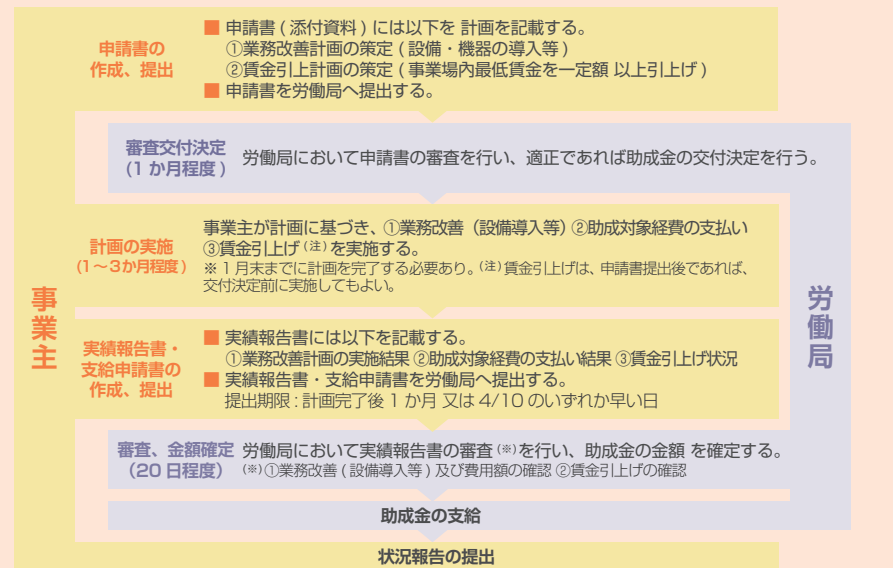 申請書の
作成、提出
■ 申請書 ( 添付資料 ) には以下を 計画を記載する。
①業務改善計画の策定 ( 設備・機器の導入等 )
②賃金引上計画の策定 ( 事業場内最低賃金を一定額 以上引上げ )
■ 申請書を労働局へ提出する。
審査交付決定
(1 か月程度 )
労働局において申請書の審査を行い、適正であれば助成金の交付決定を行う。
計画の実施
(1〜3か月程度 )
事業主が計画に基づき、①業務改善（設備導入等) ②助成対象経費の支払い
③賃金引上げ (注) を実施する。
※ 1 月末までに計画を完了する必要あり。(注) 賃金引上げは、申請書提出後であれば、
交付決定前に実施してもよい。
事業主
労働局
実績報告書・
支給申請書の
作成、提出
■ 実績報告書には以下を記載する。
①業務改善計画の実施結果 ②助成対象経費の支払い結果 ③賃金引上げ状況
■ 実績報告書・支給申請書を労働局へ提出する。
提出期限 : 計画完了後 1 か月 又は 4/10 のいずれか早い日
審査、金額確定
（20 日程度）
労働局において実績報告書の審査 (※) を行い、助成金の金額 を確定する。
(※) ①業務改善 ( 設備導入等 ) 及び費用額の確認 ②賃金引上げの確認
助成金の支給
状況報告の提出